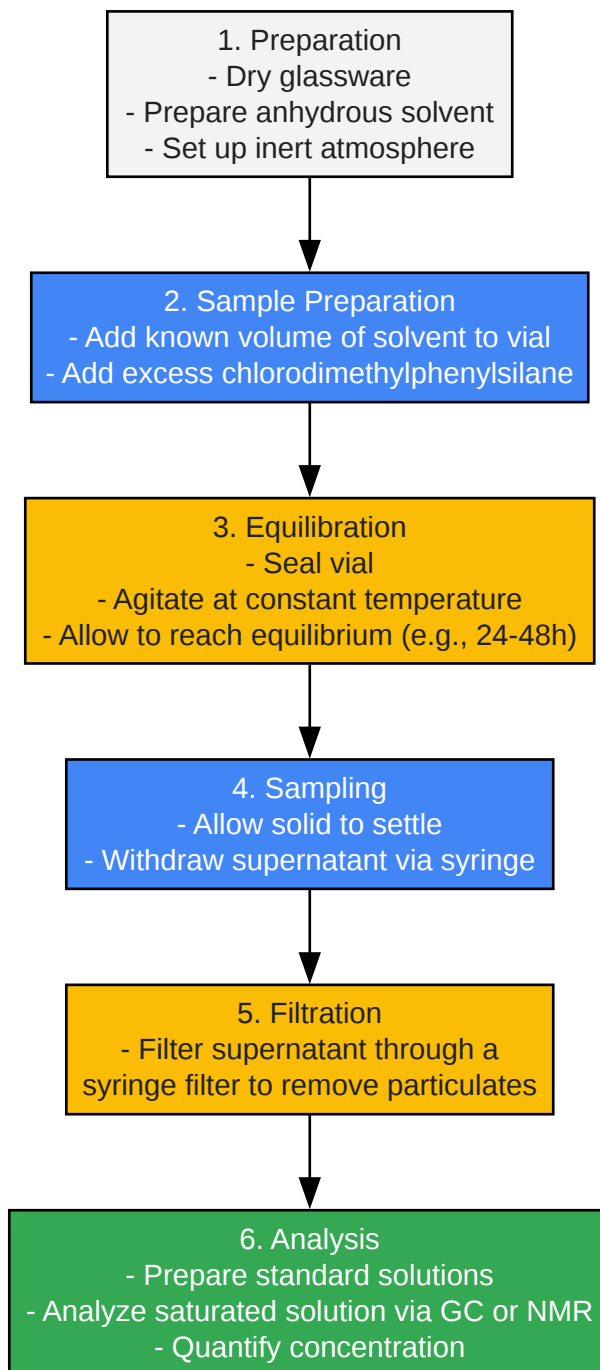 1. Preparation
- Dry glassware
- Prepare anhydrous solvent
- Set up inert atmosphere
2. Sample Preparation
- Add known volume of solvent to vial
- Add excess chlorodimethylphenylsilane
3. Equilibration
- Seal vial
- Agitate at constant temperature
- Allow to reach equilibrium (e.g., 24-48h)
4. Sampling
- Allow solid to settle
- Withdraw supernatant via syringe
5. Filtration
- Filter supernatant through a
syringe filter to remove particulates
6. Analysis
- Prepare standard solutions
- Analyze saturated solution via GC or NMR
- Quantify concentration